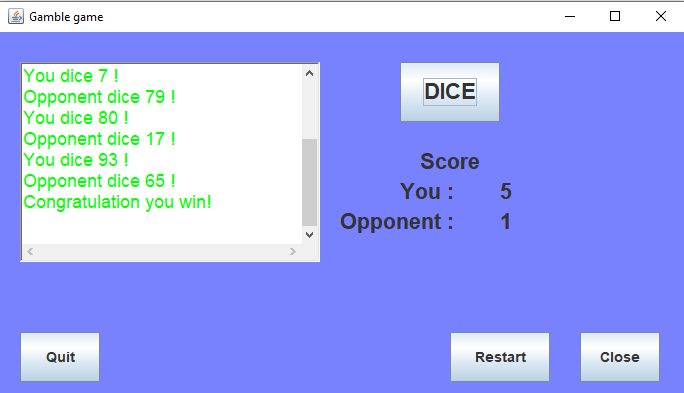 Gamble game
You dice 7 !
Opponent dice 79 !
You dice 80 !
Opponent dice 17 !
You dice 93 !
Opponent dice 65 !
Congratulation you win!
DICE
Score
You : 5
Opponent : 1
Quit
Restart
Close